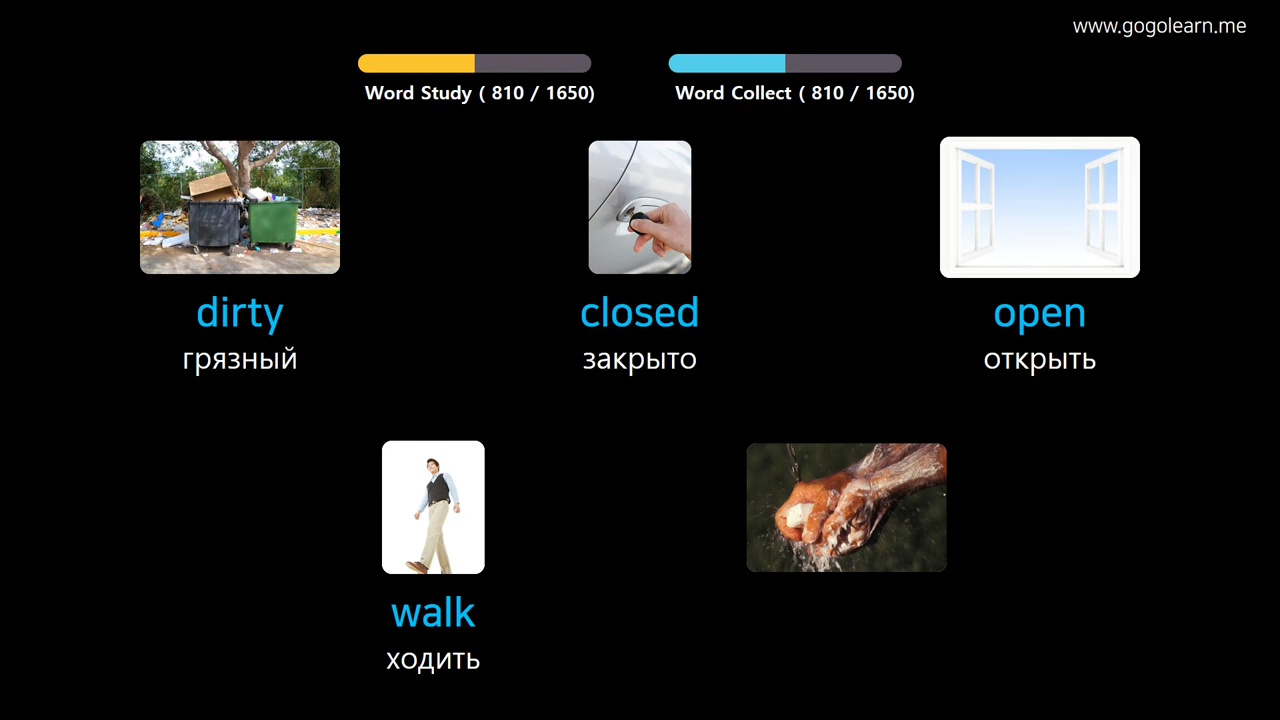 www.gogolearn.me
Word Study ( 810 / 1650)
Word Collect ( 810 / 1650)
dirty
грязный
closed
закрыто
open
открыть
walk
ходить